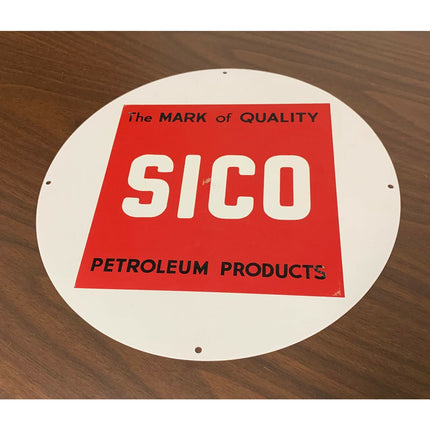 The MARK of QUALITY
SICO
PETROLEUM PRODUCTS